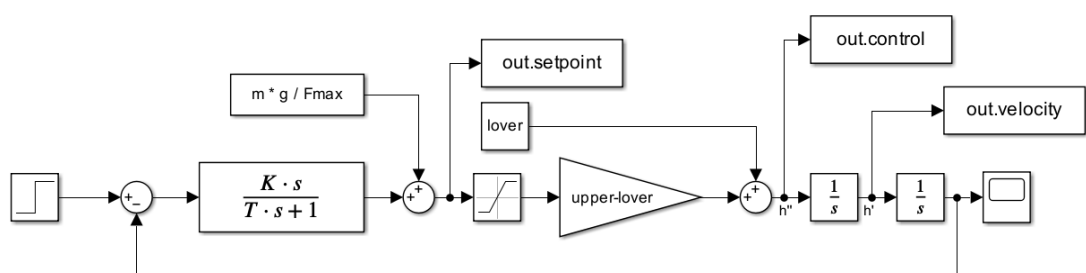 out.control
out.setpoint
m * g / Fmax
lover
out.velocity
+
+
−
K · s
T · s + 1
+
+
upper-lover
+
+
h''
1
s
h'
1
s